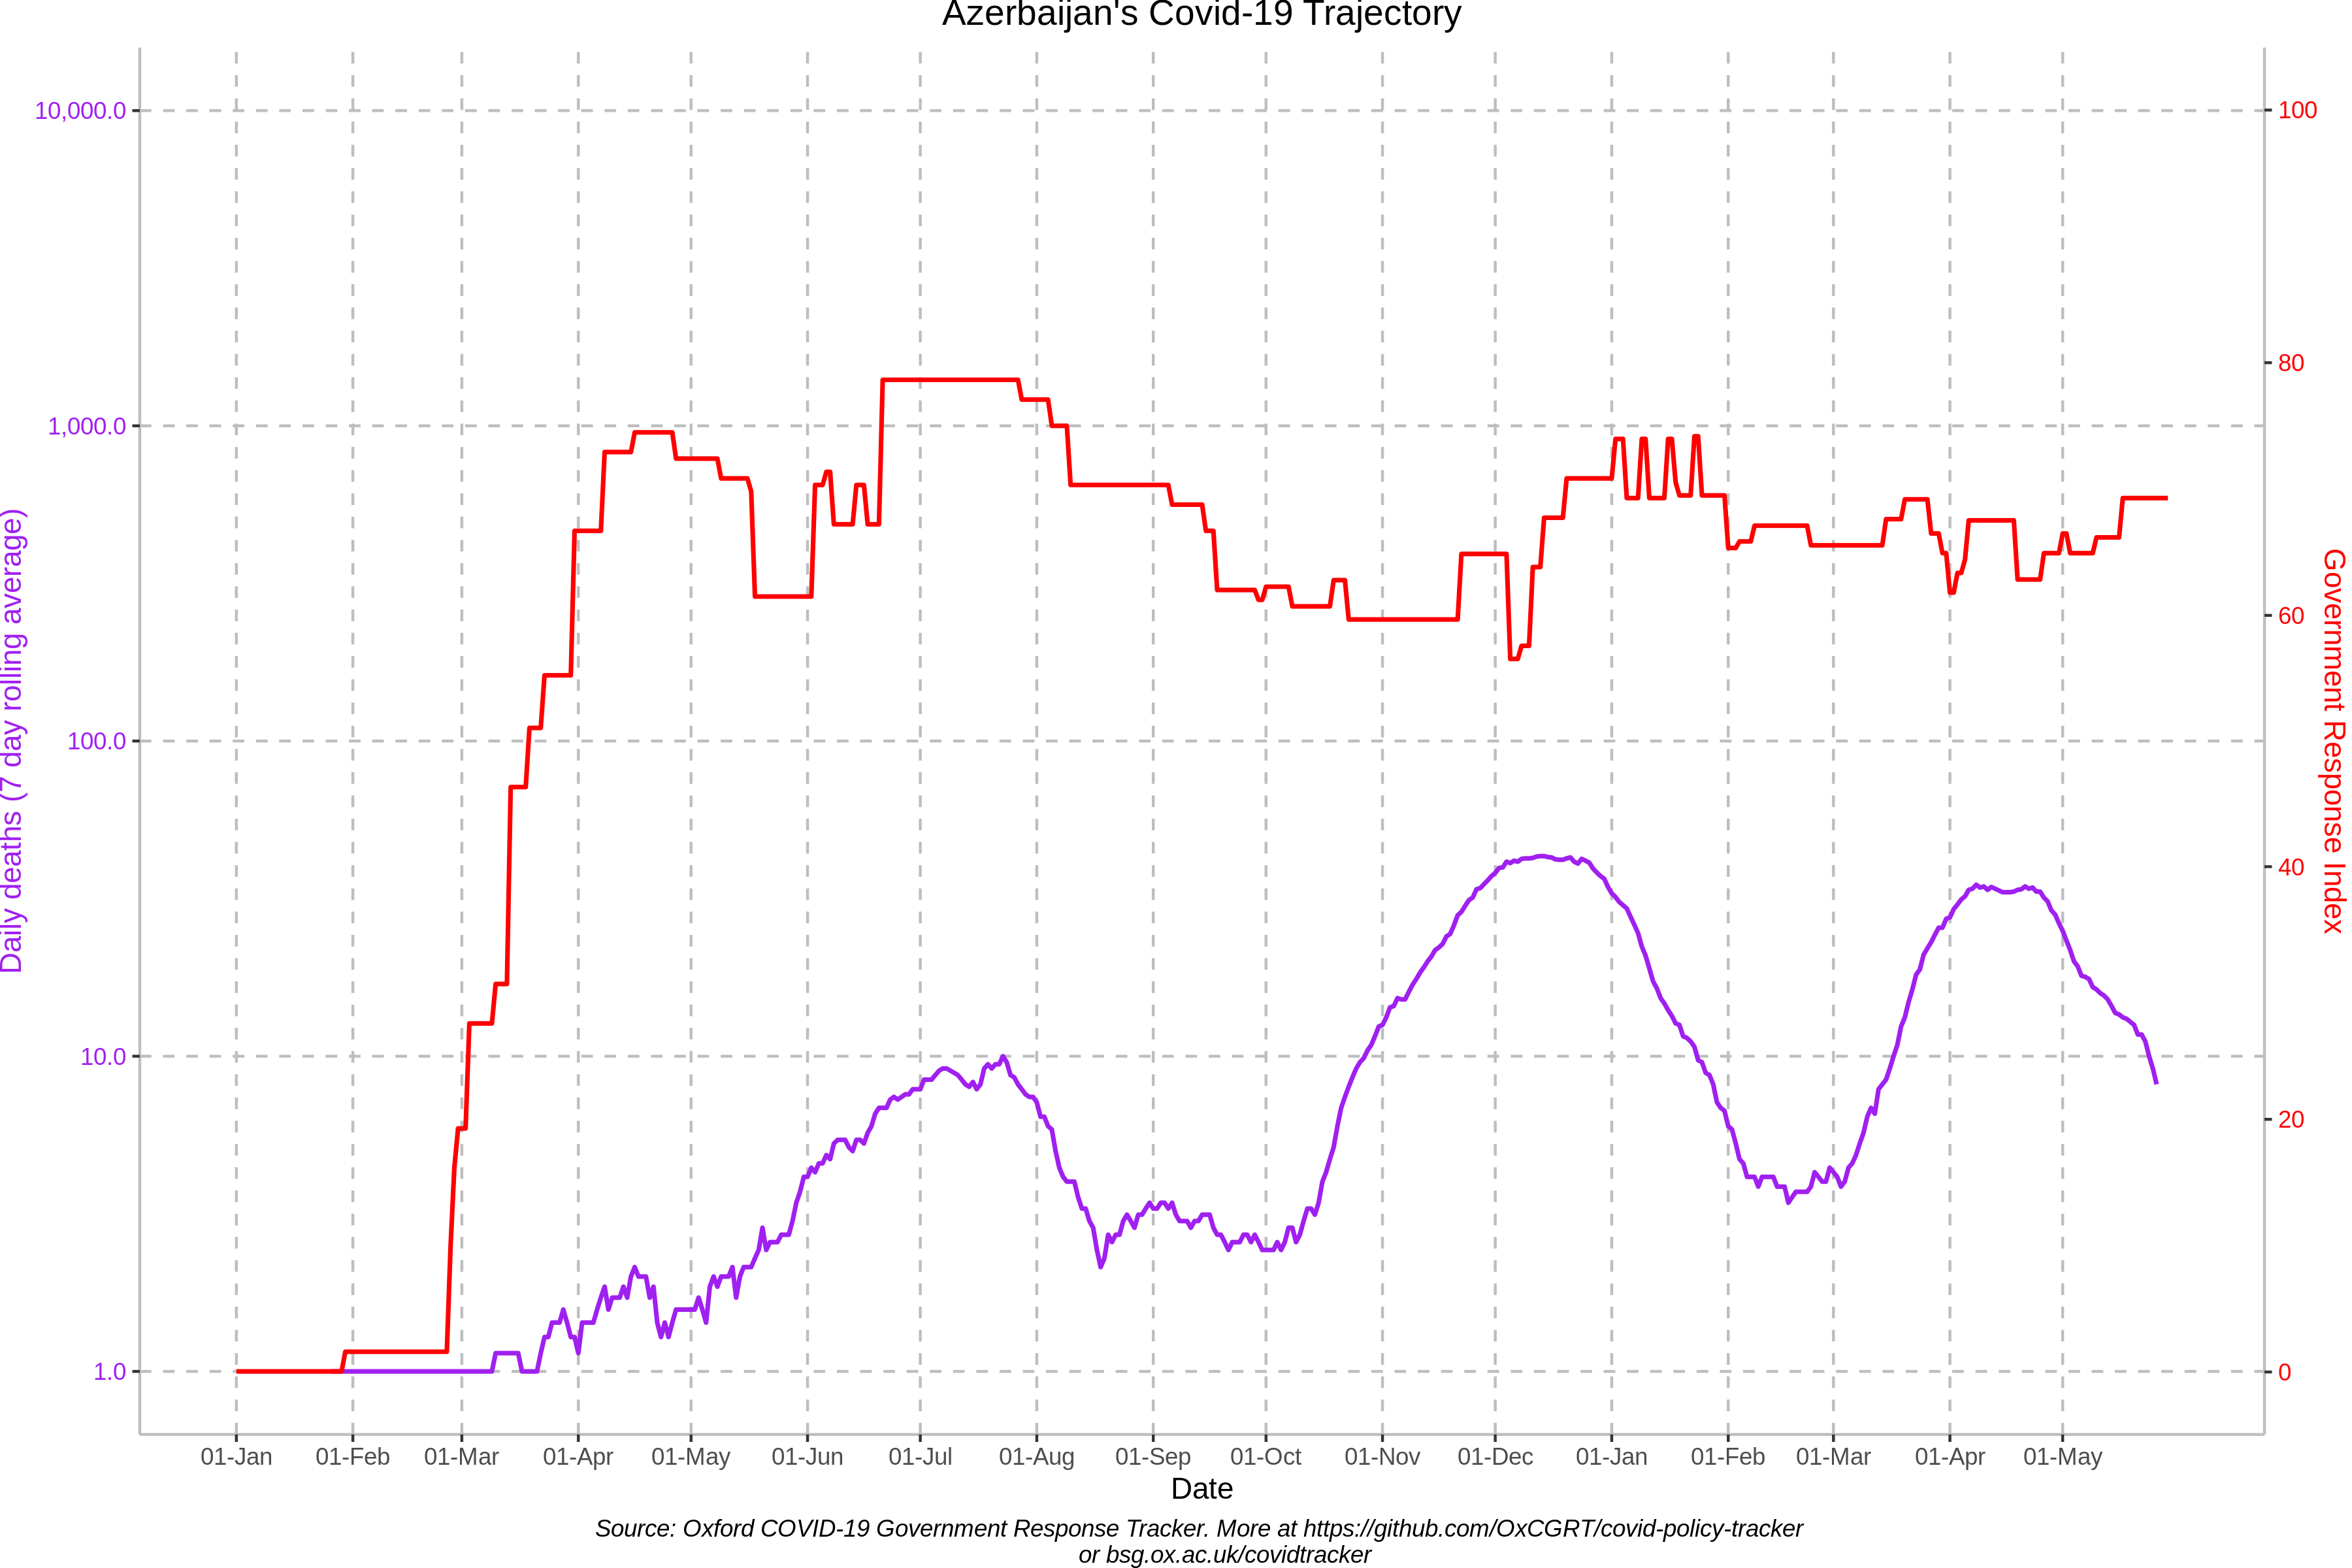 Azerbaijan's Covid-19 Trajectory
10,000.0
1,000.0
100.0
10.0
1.0
Daily deaths (7 day rolling average)
100
80
60
40
20
0
Government Response Index
01-Jan 01-Feb 01-Mar 01-Apr 01-May 01-Jun 01-Jul 01-Aug 01-Sep 01-Oct 01-Nov 01-Dec 01-Jan 01-Feb 01-Mar 01-Apr 01-May
Date
Source: Oxford COVID-19 Government Response Tracker. More at https://github.com/OxCGRT/covid-policy-tracker
or bsg.ox.ac.uk/covidtracker